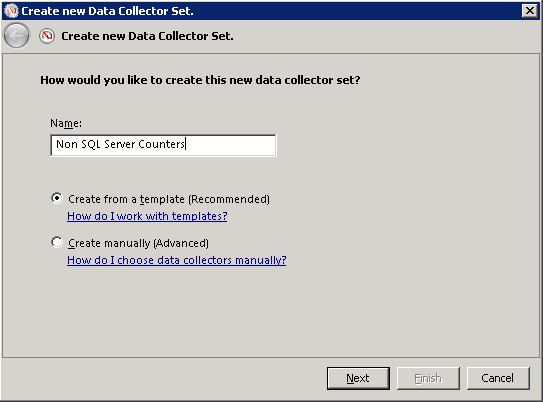 Create new Data Collector Set.
Create new Data Collector Set.
How would you like to create this new data collector set?
Name:
Non SQL Server Counters
Create from a template (Recommended)
How do I work with templates?
Create manually (Advanced)
How do I choose data collectors manually?
Next
Finish
Cancel